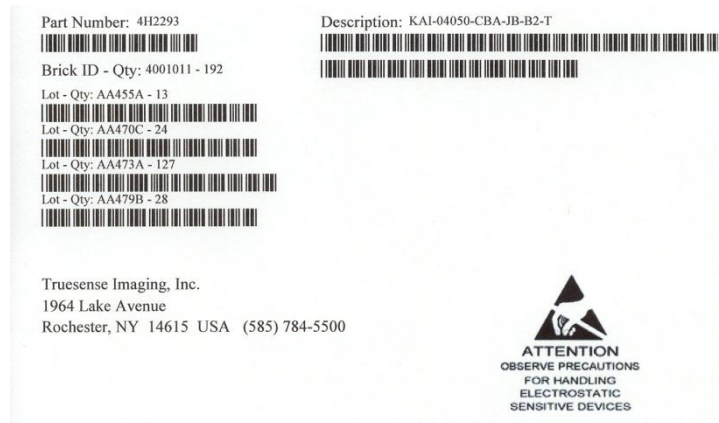 Part Number: 4H2293
Description: KAI-04050-CBA-JB-B2-T
Brick ID - Qty: 4001011 - 192
Lot - Qty: AA455A - 13
Lot - Qty: AA470C - 24
Lot - Qty: AA473A - 127
Lot - Qty: AA479B - 28
Truesense Imaging, Inc.
1964 Lake Avenue
Rochester, NY 14615 USA (585) 784-5500
ATTENTION
OBSERVE PRECAUTIONS
FOR HANDLING
ELECTROSTATIC
SENSITIVE DEVICES